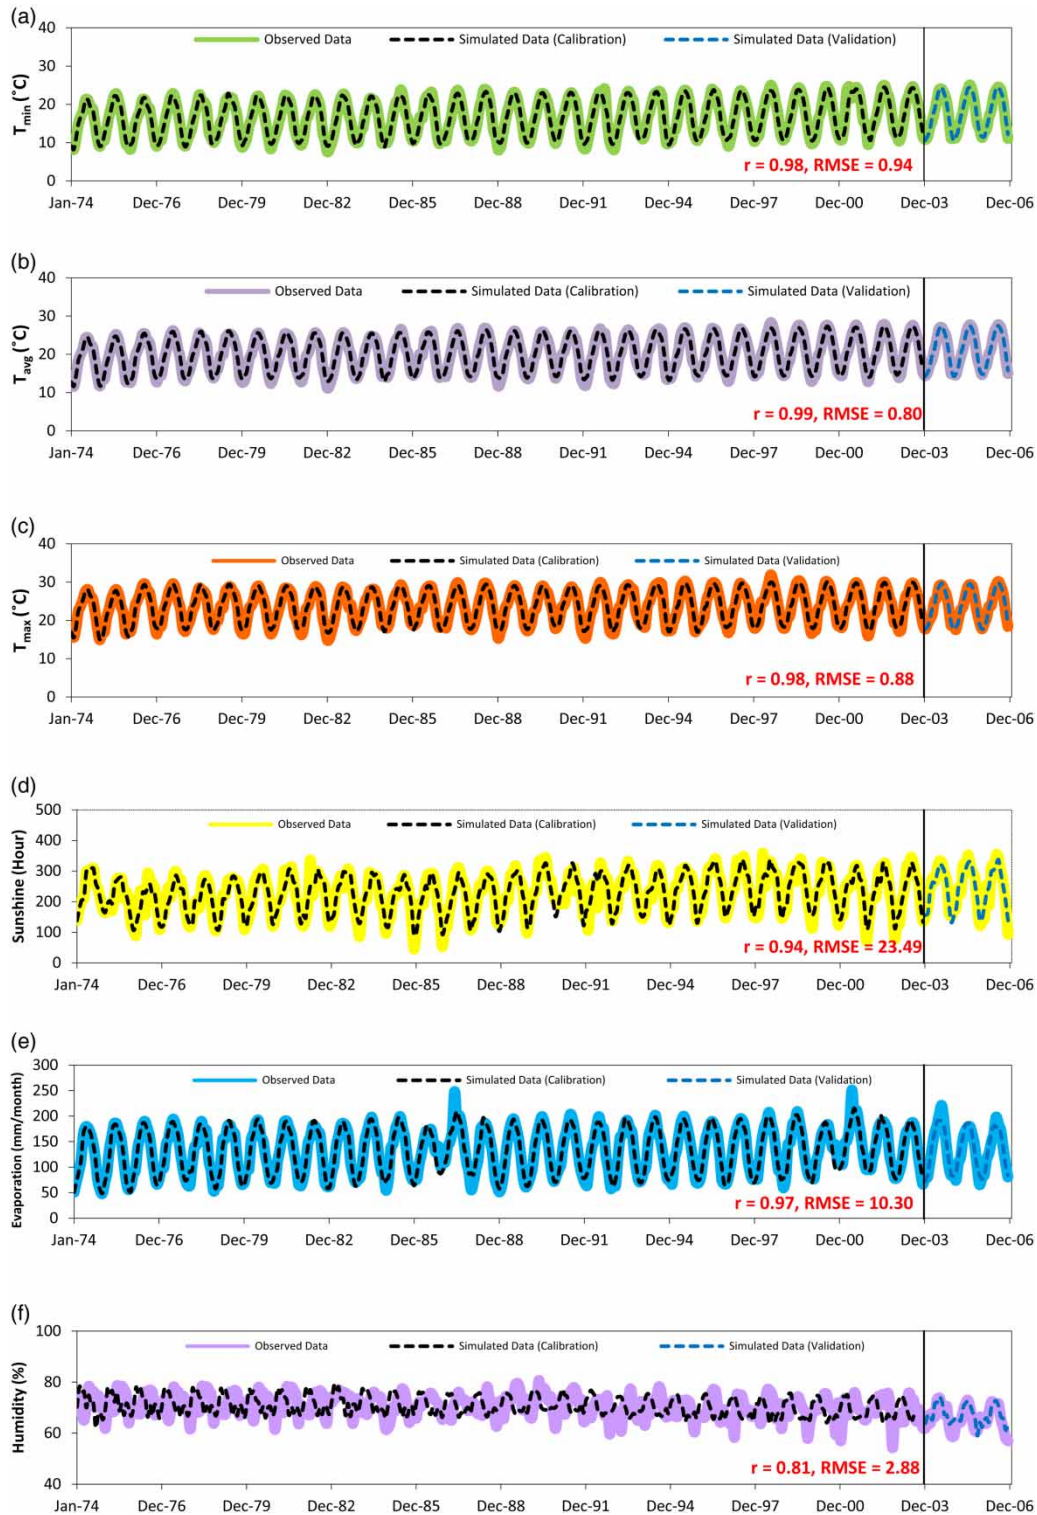 (a)
40
30
20
10
0
T_min (˚C)
Observed Data Simulated Data (Calibration) Simulated Data (Validation)
r = 0.98, RMSE = 0.94
Jan-74 Dec-76 Dec-79 Dec-82 Dec-85 Dec-88 Dec-91 Dec-94 Dec-97 Dec-00 Dec-03 Dec-06
(b)
40
30
20
10
0
T_avg (˚C)
Observed Data Simulated Data (Calibration) Simulated Data (Validation)
r = 0.99, RMSE = 0.80
Jan-74 Dec-76 Dec-79 Dec-82 Dec-85 Dec-88 Dec-91 Dec-94 Dec-97 Dec-00 Dec-03 Dec-06
(c)
40
30
20
10
0
T_max (˚C)
Observed Data Simulated Data (Calibration) Simulated Data (Validation)
r = 0.98, RMSE = 0.88
Jan-74 Dec-76 Dec-79 Dec-82 Dec-85 Dec-88 Dec-91 Dec-94 Dec-97 Dec-00 Dec-03 Dec-06
(d)
500
400
300
200
100
0
Sunshine (Hour)
Observed Data Simulated Data (Calibration) Simulated Data (Validation)
r = 0.94, RMSE = 23.49
Jan-74 Dec-76 Dec-79 Dec-82 Dec-85 Dec-88 Dec-91 Dec-94 Dec-97 Dec-00 Dec-03 Dec-06
(e)
300
250
200
150
100
50
0
Evaporation (mm/month)
Observed Data Simulated Data (Calibration) Simulated Data (Validation)
r = 0.97, RMSE = 10.30
Jan-74 Dec-76 Dec-79 Dec-82 Dec-85 Dec-88 Dec-91 Dec-94 Dec-97 Dec-00 Dec-03 Dec-06
(f)
100
80
60
40
Humidity (%)
Observed Data Simulated Data (Calibration) Simulated Data (Validation)
r = 0.81, RMSE = 2.88
Jan-74 Dec-76 Dec-79 Dec-82 Dec-85 Dec-88 Dec-91 Dec-94 Dec-97 Dec-00 Dec-03 Dec-06